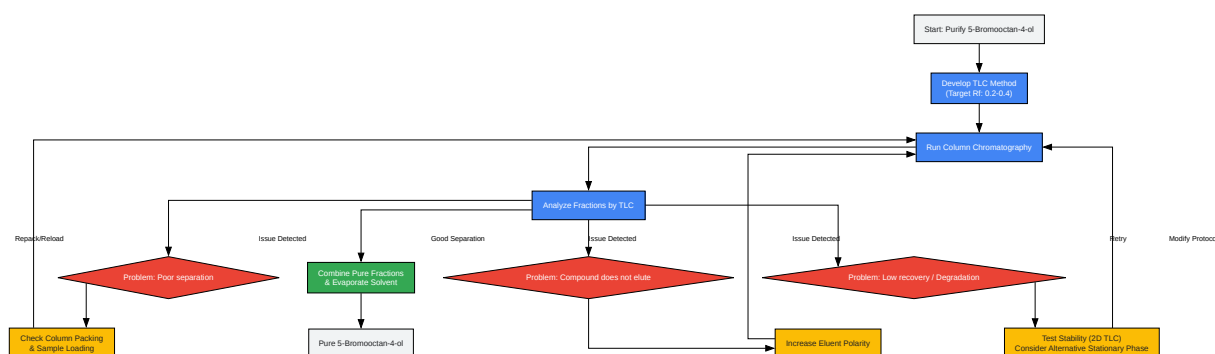 Start: Purify 5-Bromooctan-4-ol
Develop TLC Method
(Target Rf: 0.2-0.4)
Run Column Chromatography
Analyze Fractions by TLC
Repack/Reload
Issue Detected
Good Separation
Issue Detected
Issue Detected
Retry
Modify Protoco
Problem: Poor separation
Combine Pure Fractions
& Evaporate Solvent
Problem: Compound does not elute
Problem: Low recovery / Degradation
Check Column Packing
& Sample Loading
Pure 5-Bromooctan-4-ol
Increase Eluent Polarity
Test Stability (2D TLC)
Consider Alternative Stationary Phase